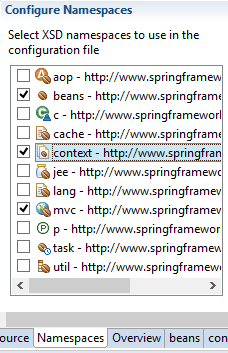 Configure Namespaces
Select XSD namespaces to use in the
configuration file
aop - http://www.springframew
beans - http://www.springframe
c - http://www.springframework
cache - http://www.springframe
context - http://www.springfran
jee - http://www.springframewo
lang - http://www.springframew
mvc - http://www.springframew
p - http://www.springframewor
task - http://www.springframew
util - http://www.springframewo
ource Namespaces Overview beans con